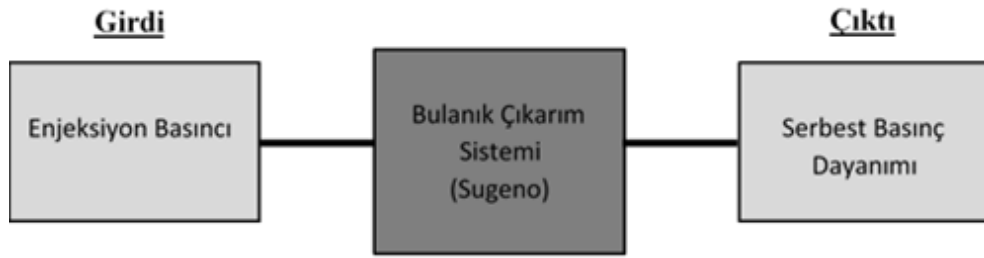 Girdi
Çıktı
Enjeksiyon Basıncı
Bulanık Çıkarım
Sistemi
(Sugeno)
Serbest Basınç
Dayanımı